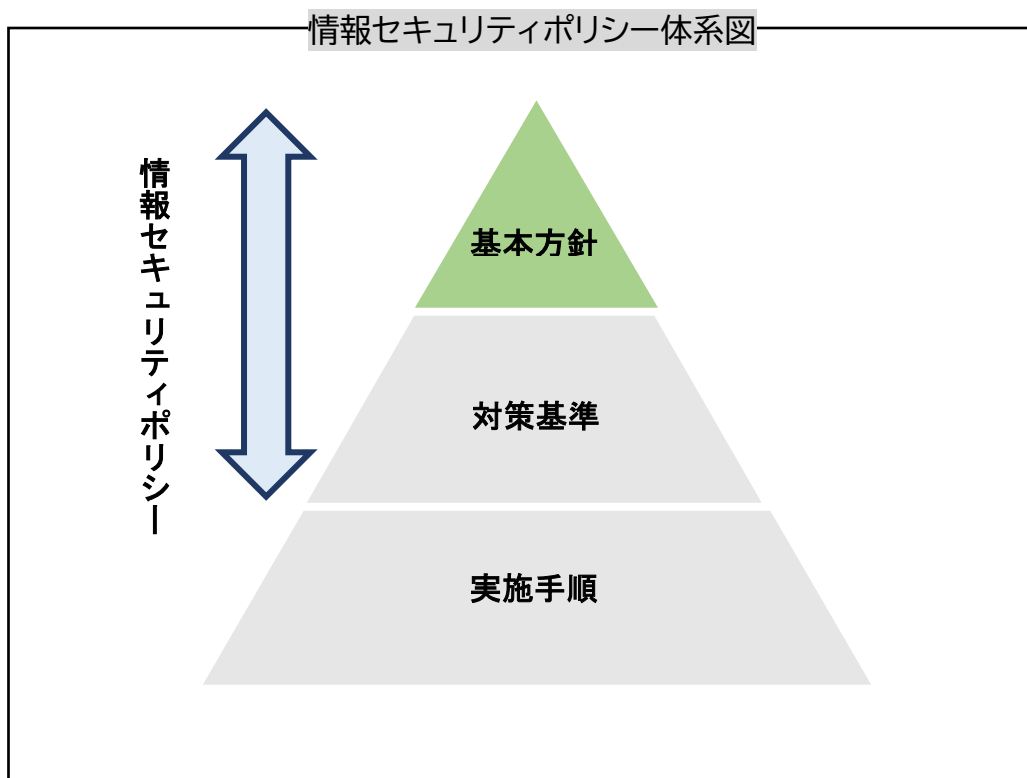 情報セキュリティポリシー体系図
情報セキュリティポリシー
基本方針
対策基準
実施手順